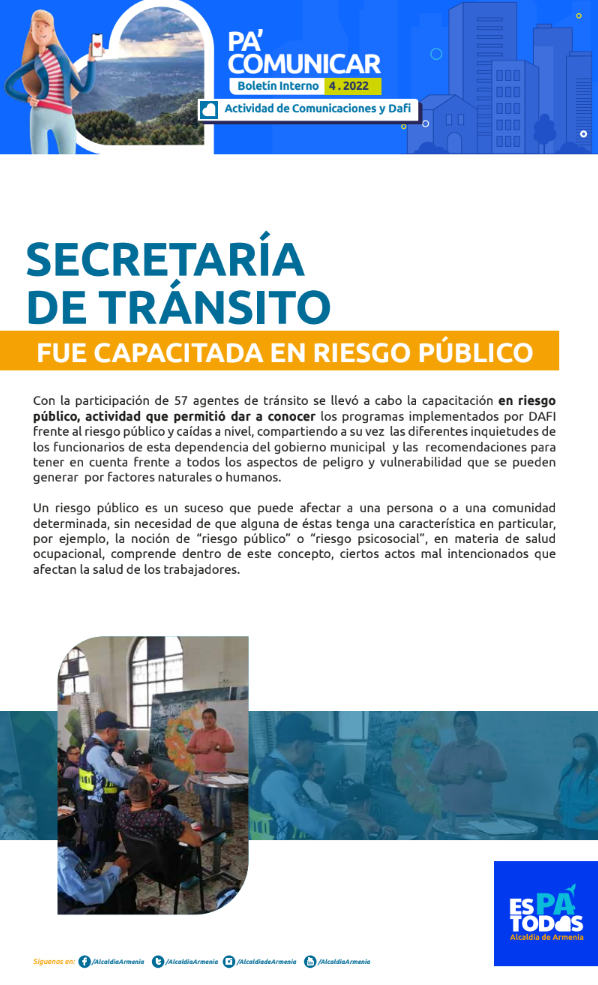 PA'
COMUNICAR
Boletín Interno 4 . 2022
Actividad de Comunicaciones y Dafi
SECRETARÍA
DE TRÁNSITO
FUE CAPACITADA EN RIESGO PÚBLICO
Con la participación de 57 agentes de tránsito se llevó a cabo la capacitación en riesgo
público, actividad que permitió dar a conocer los programas implementados por DAFI
frente al riesgo público y caídas a nivel, compartiendo a su vez las diferentes inquietudes de
los funcionarios de esta dependencia del gobierno municipal y las recomendaciones para
tener en cuenta frente a todos los aspectos de peligro y vulnerabilidad que se pueden
generar por factores naturales o humanos.
Un riesgo público es un suceso que puede afectar a una persona o a una comunidad
determinada, sin necesidad de que alguna de éstas tenga una característica en particular,
por ejemplo, la noción de “riesgo público” o “riesgo psicosocial”, en materia de salud
ocupacional, comprende dentro de este concepto, ciertos actos mal intencionados que
afectan la salud de los trabajadores.
ES PA'
TODOS
Alcaldía de Armenia
Síguenos en: /AlcaldiaArmenia /AlcaldiaArmenia /AlcaldiadeArmenia /AlcaldiaArmenia